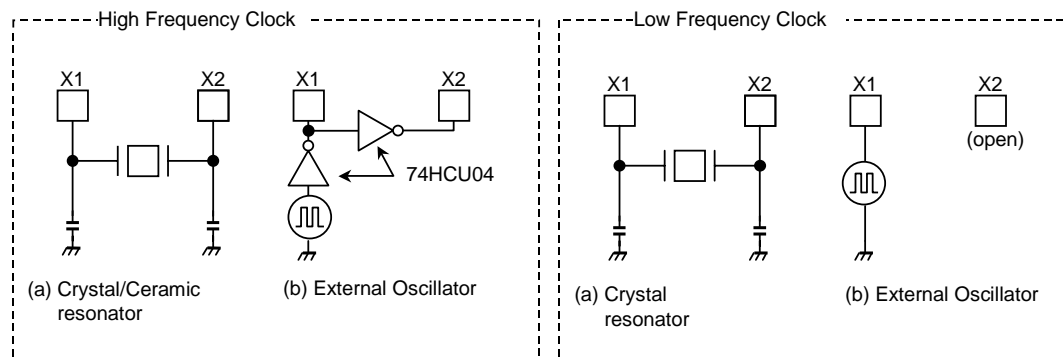 High Frequency Clock
X1
X2
X1
X2
74HCU04
(a) Crystal/Ceramic
resonator
(b) External Oscillator
Low Frequency Clock
X1
X2
X1
X2
(open)
(a) Crystal
resonator
(b) External Oscillator